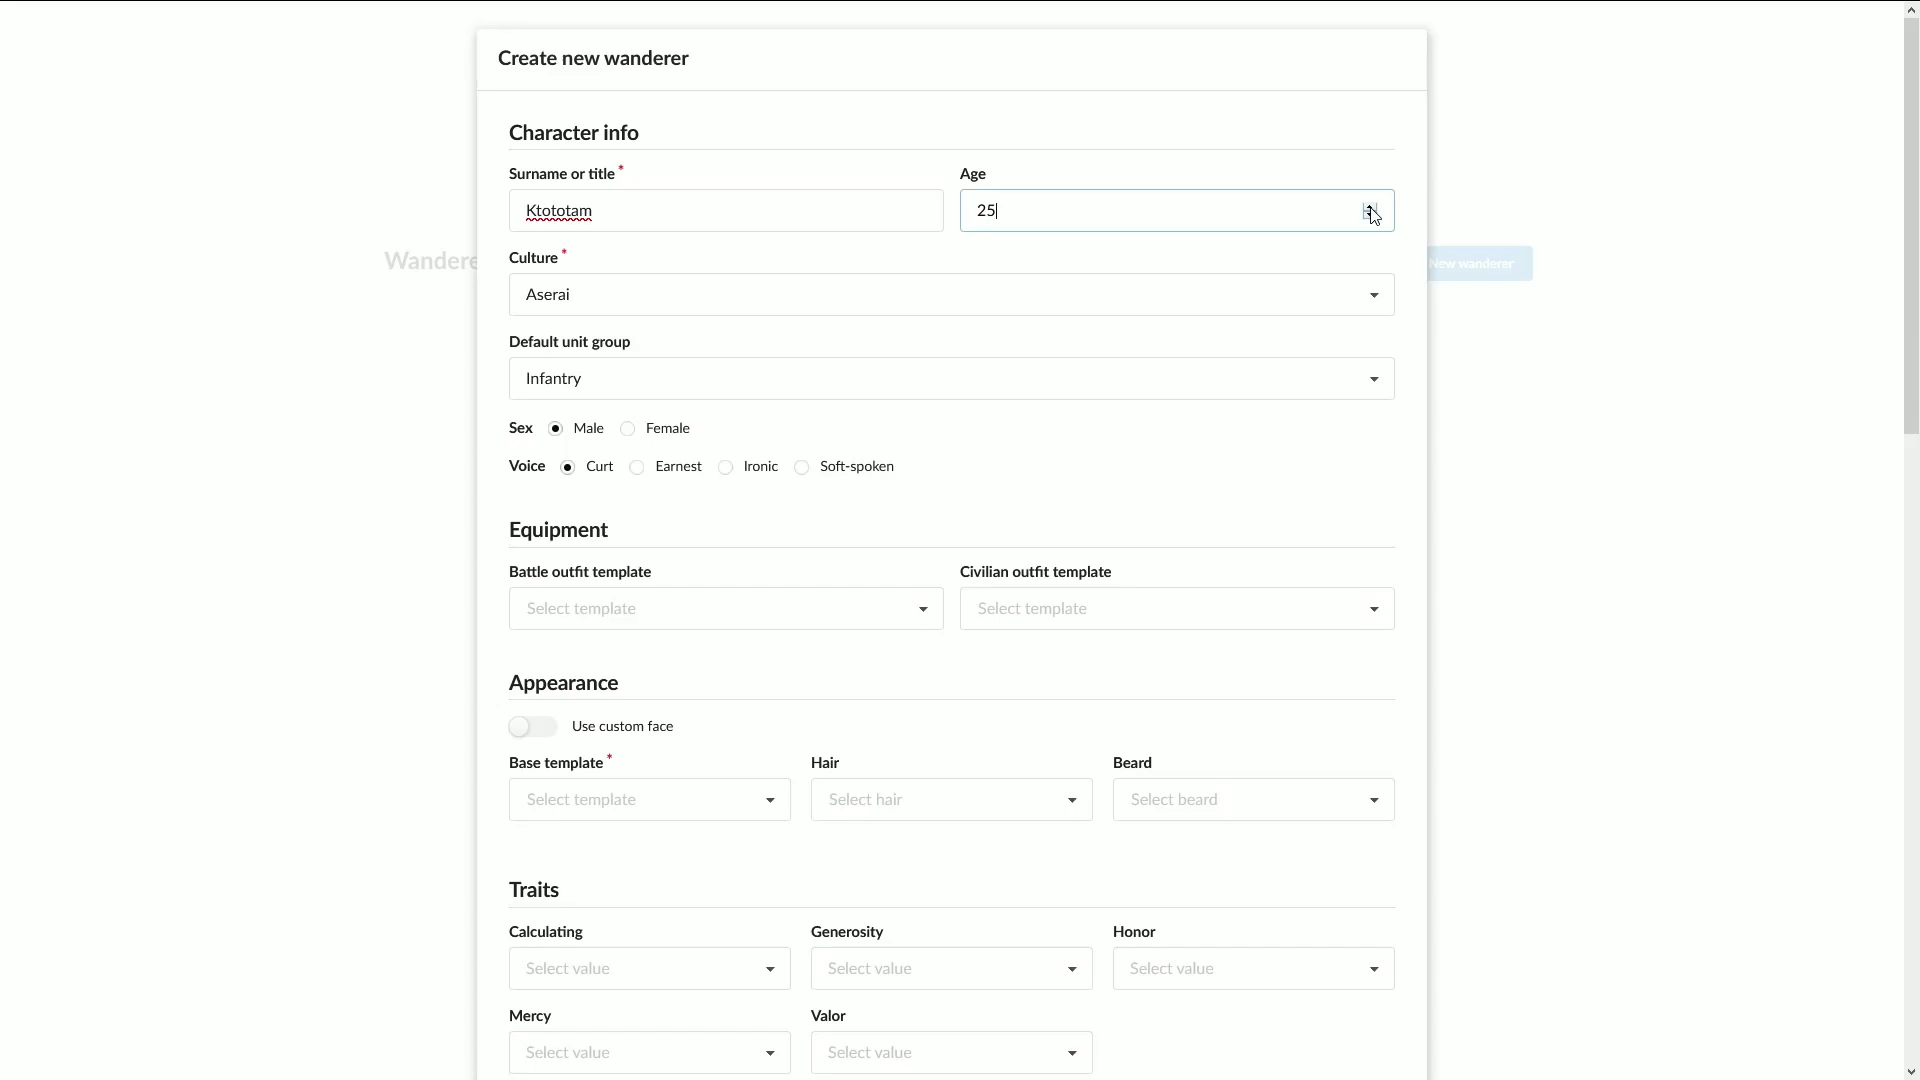 Create new wanderer
Character info
Surname or title *
Age
Ktototam
25
Wandere
New wanderer
Culture *
Aserai
Default unit group
Infantry
Sex Male Female
Voice Curt Earnest Ironic Soft-spoken
Equipment
Battle outfit template
Civilian outfit template
Select template
Select template
Appearance
Use custom face
Base template *
Hair
Beard
Select template
Select hair
Select beard
Traits
Calculating
Generosity
Honor
Select value
Select value
Select value
Mercy
Valor
Select value
Select value